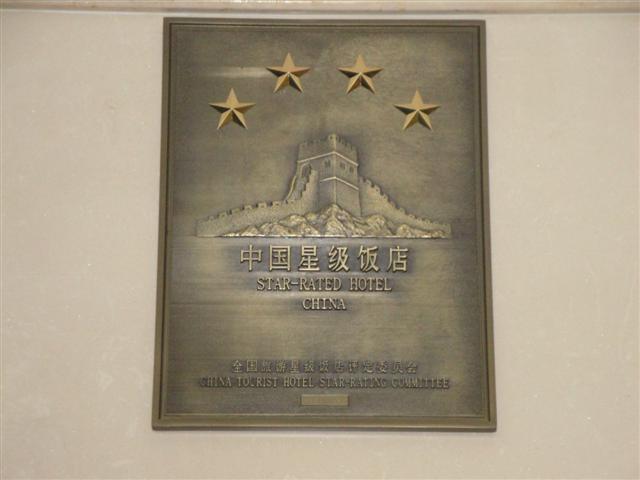 中国星级饭店
STAR-RATED HOTEL
CHINA
全国旅游星级饭店评定委员会
CHINA TOURIST HOTEL STAR-RATING COMMITTEE